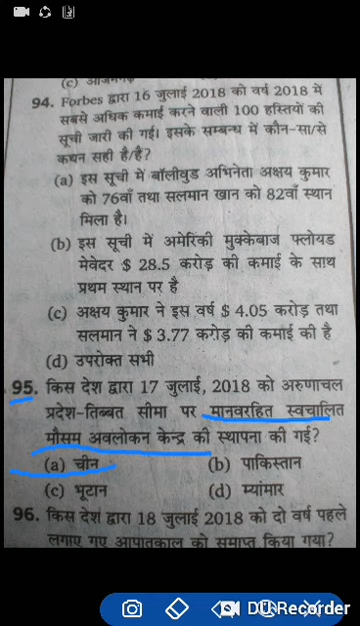 (c) आजमगढ़
94. Forbes द्वारा 16 जुलाई 2018 को वर्ष 2018 में
सबसे अधिक कमाई करने वाली 100 हस्तियों की
सूची जारी की गई। इसके सम्बन्ध में कौन-सा/से
कथन सही है/हैं?
(a) इस सूची में बॉलीवुड अभिनेता अक्षय कुमार
को 76वाँ तथा सलमान खान को 82वाँ स्थान
मिला है।
(b) इस सूची में अमेरिकी मुक्केबाज फ्लोयड
मेवेदर $ 28.5 करोड़ की कमाई के साथ
प्रथम स्थान पर हैं
(c) अक्षय कुमार ने इस वर्ष $ 4.05 करोड़ तथा
सलमान ने $ 3.77 करोड़ की कमाई की है
(d) उपरोक्त सभी
95. किस देश द्वारा 17 जुलाई, 2018 को अरुणाचल
प्रदेश-तिब्बत सीमा पर मानवरहित स्वचालित
मौसम अवलोकन केन्द्र की स्थापना की गई?
(a) चीन (b) पाकिस्तान
(c) भूटान (d) म्यांमार
96. किस देश द्वारा 18 जुलाई 2018 को दो वर्ष पहले
लगाए गए आपातकाल को समाप्त किया गया?
DU Recorder